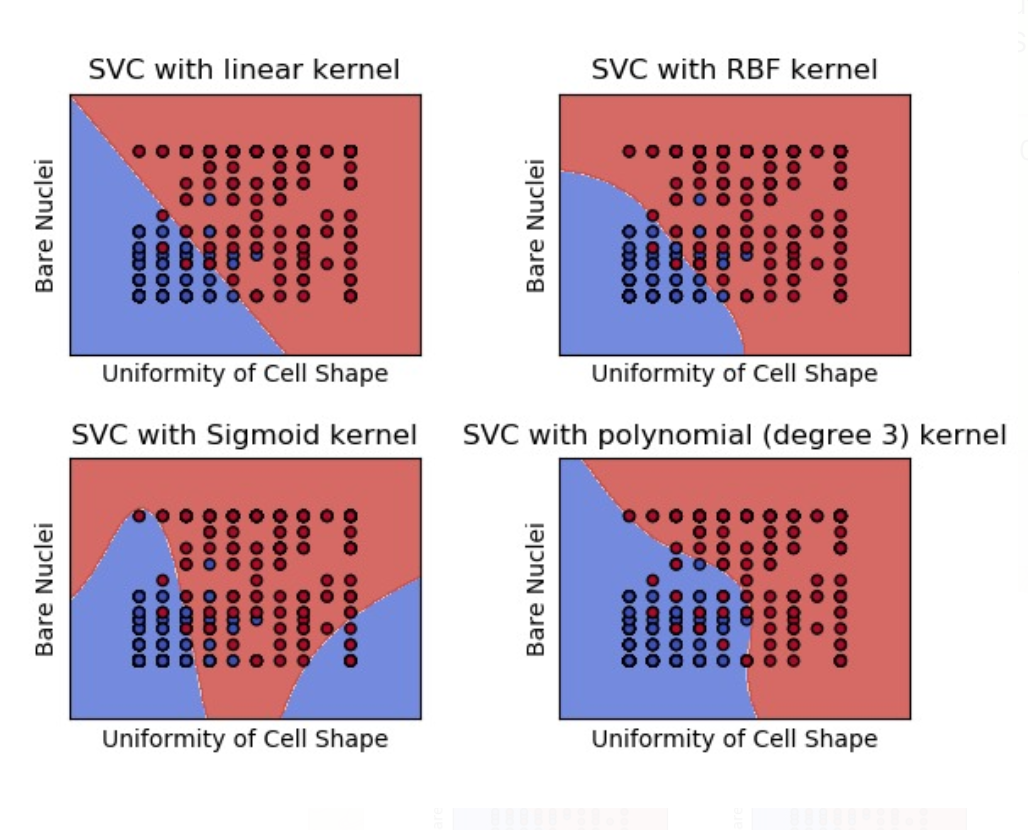 SVC with linear kernel
SVC with RBF kernel
Bare Nuclei
Bare Nuclei
Uniformity of Cell Shape
Uniformity of Cell Shape
SVC with Sigmoid kernel
SVC with polynomial (degree 3) kernel
Bare Nuclei
Bare Nuclei
Uniformity of Cell Shape
Uniformity of Cell Shape